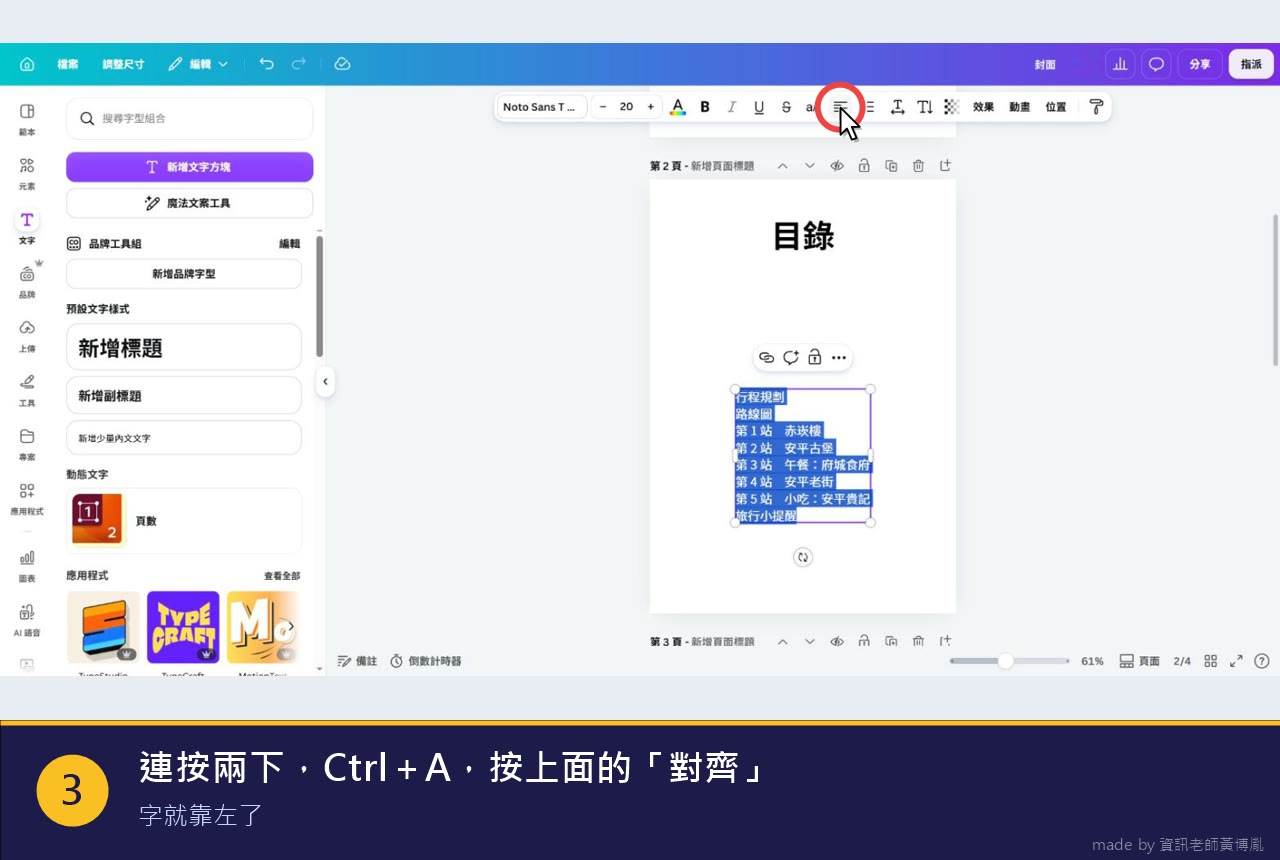 檔案 調整尺寸 編輯 封面 分享 指派
Noto Sans T ... − 20 + A B I U S 效果 動畫 位置
範本
元素
文字
品牌
上傳
工具
專案
應用程式
圖表
AI 語音
搜尋字型組合
新增文字方塊
魔法文案工具
品牌工具組 編輯
新增品牌字型
預設文字樣式
新增標題
新增副標題
新增少量內文文字
動態文字
1
2
頁數
應用程式 查看全部
TYPE
CRAFT
Mo
TypeStudio TypeCraft MotionText
第 2 頁 - 新增頁面標題
目錄
行程規劃
路線圖
第 1 站 赤崁樓
第 2 站 安平古堡
第 3 站 午餐：府城食府
第 4 站 安平老街
第 5 站 小吃：安平貴記
旅行小提醒
第 3 頁 - 新增頁面標題
備註 倒數計時器 61% 頁面 2/4
3
連按兩下，Ctrl + A，按上面的「對齊」
字就靠左了
made by 資訊老師黃博胤